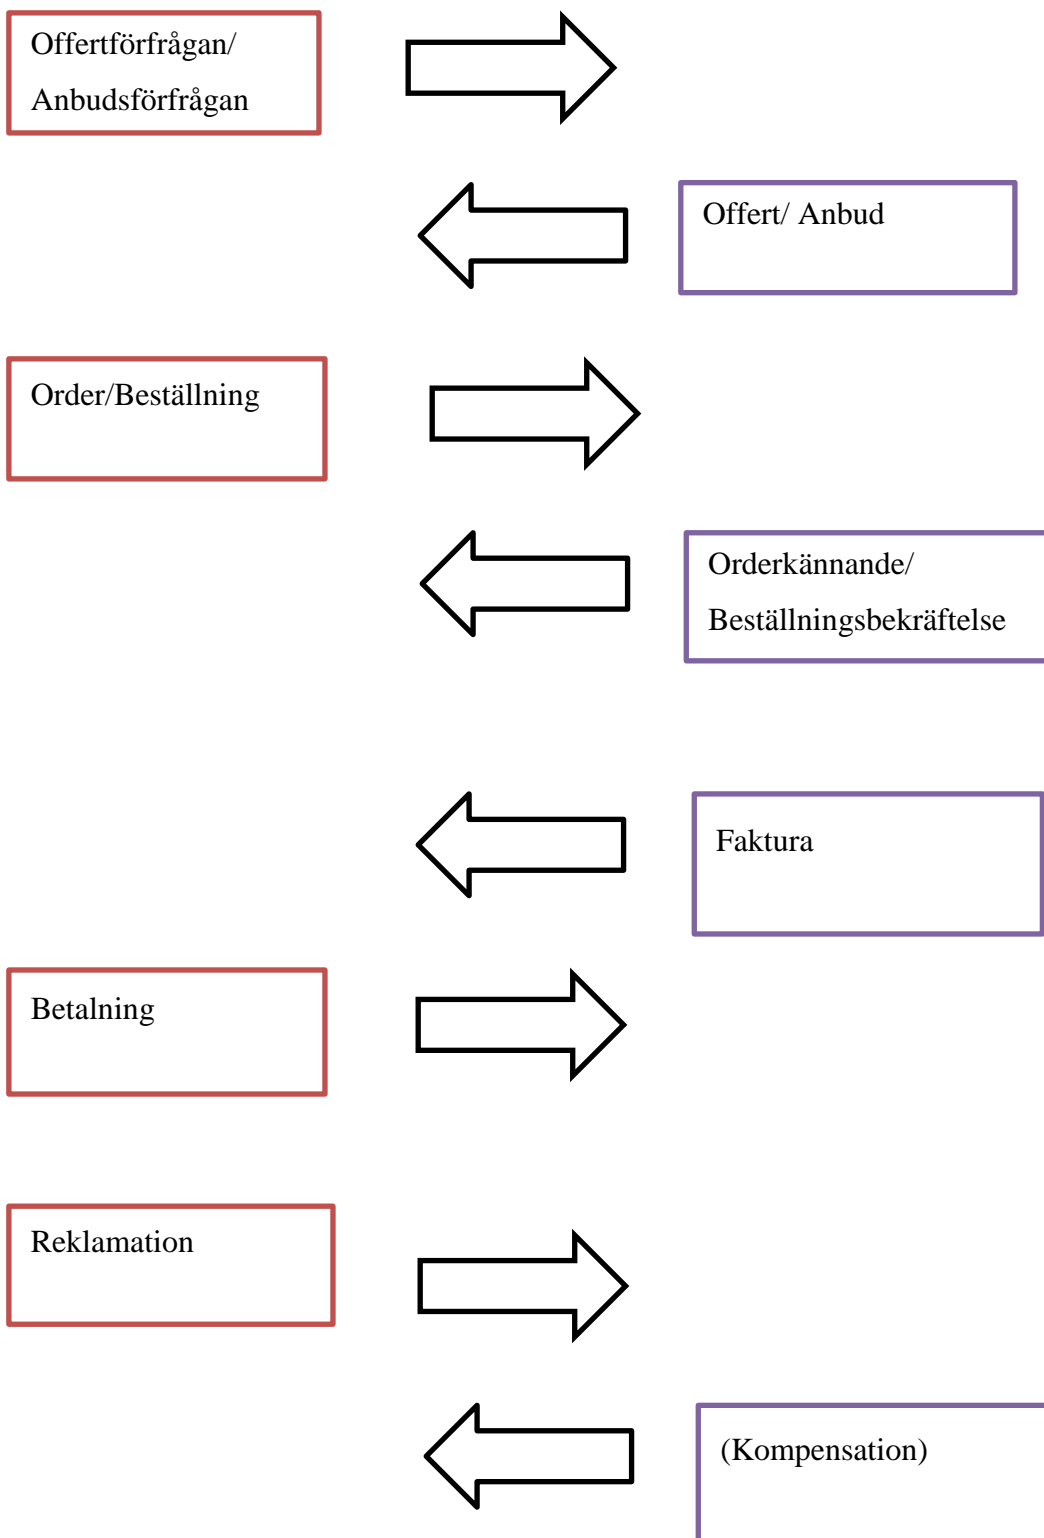 Offertförfrågan/
Anbudsförfrågan
Offert/ Anbud
Order/Beställning
Orderkännande/
Beställningsbekräftelse
Faktura
Betalning
Reklamation
(Kompensation)